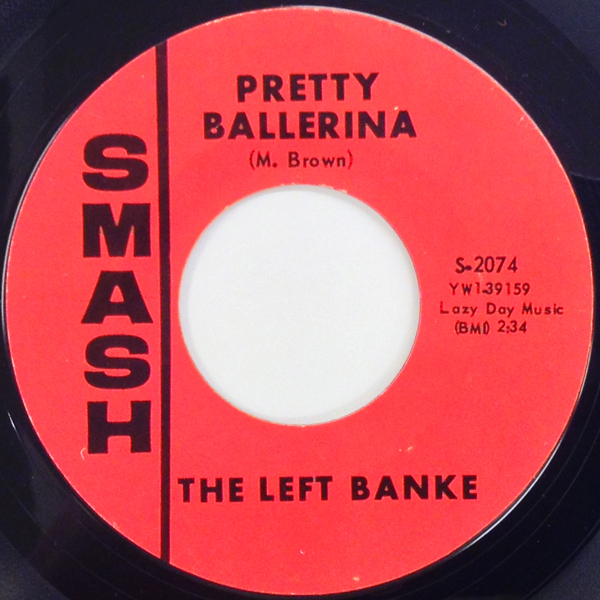 PRETTY
BALLERINA
(M. Brown)
SMASH
S-2074
YW1-39159
Lazy Day Music
(BMI) 2:34
THE LEFT BANKE